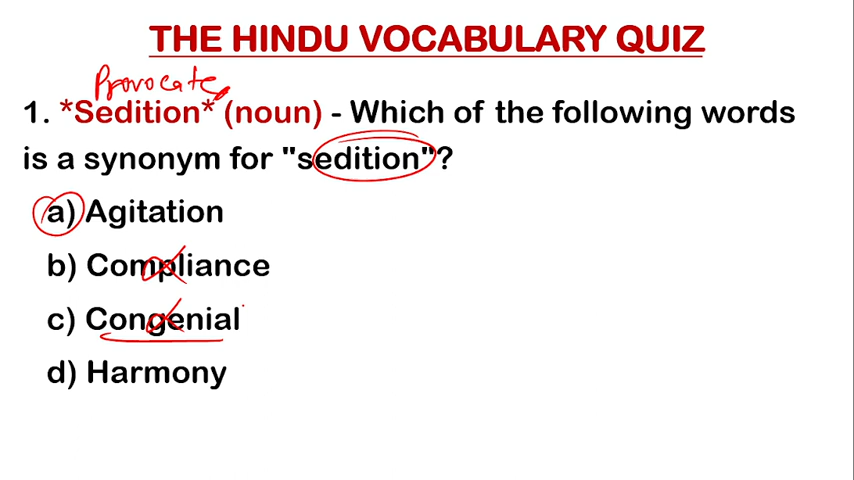 THE HINDU VOCABULARY QUIZ
Provocate
1. *Sedition* (noun) - Which of the following words
is a synonym for "sedition"?
a) Agitation
b) Compliance
c) Congenial
d) Harmony